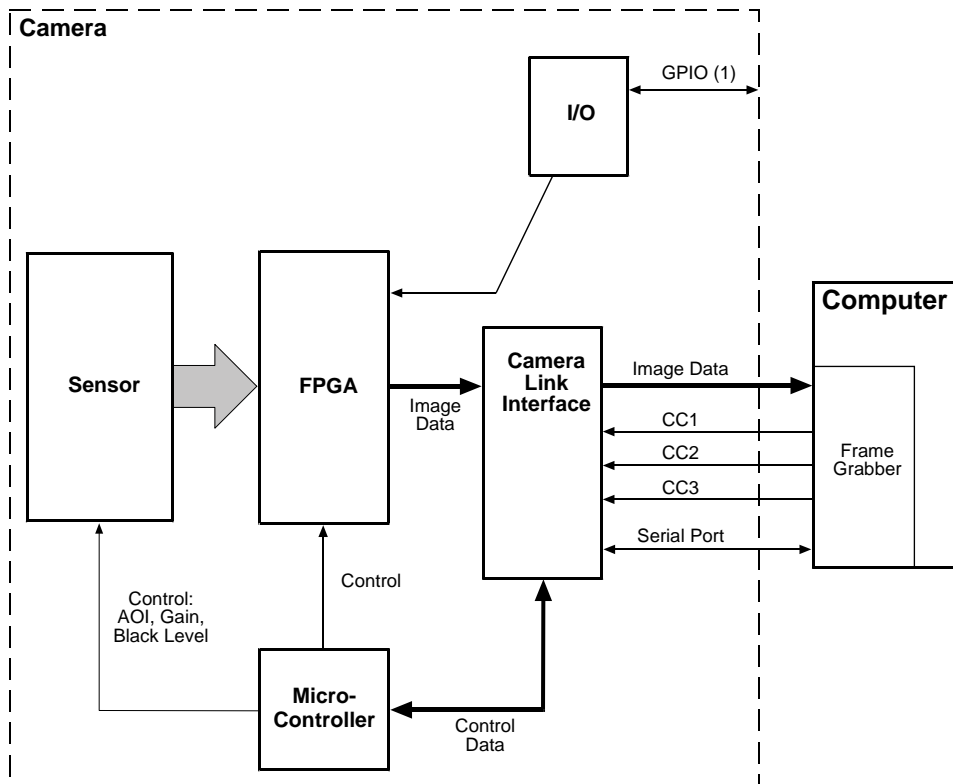 Camera
GPIO (1)
I/O
Computer
Sensor
FPGA
Camera
Link
Interface
Image
Data
Image Data
CC1
CC2
CC3
Serial Port
Frame
Grabber
Control
Control:
AOI, Gain,
Black Level
Micro-
Controller
Control
Data